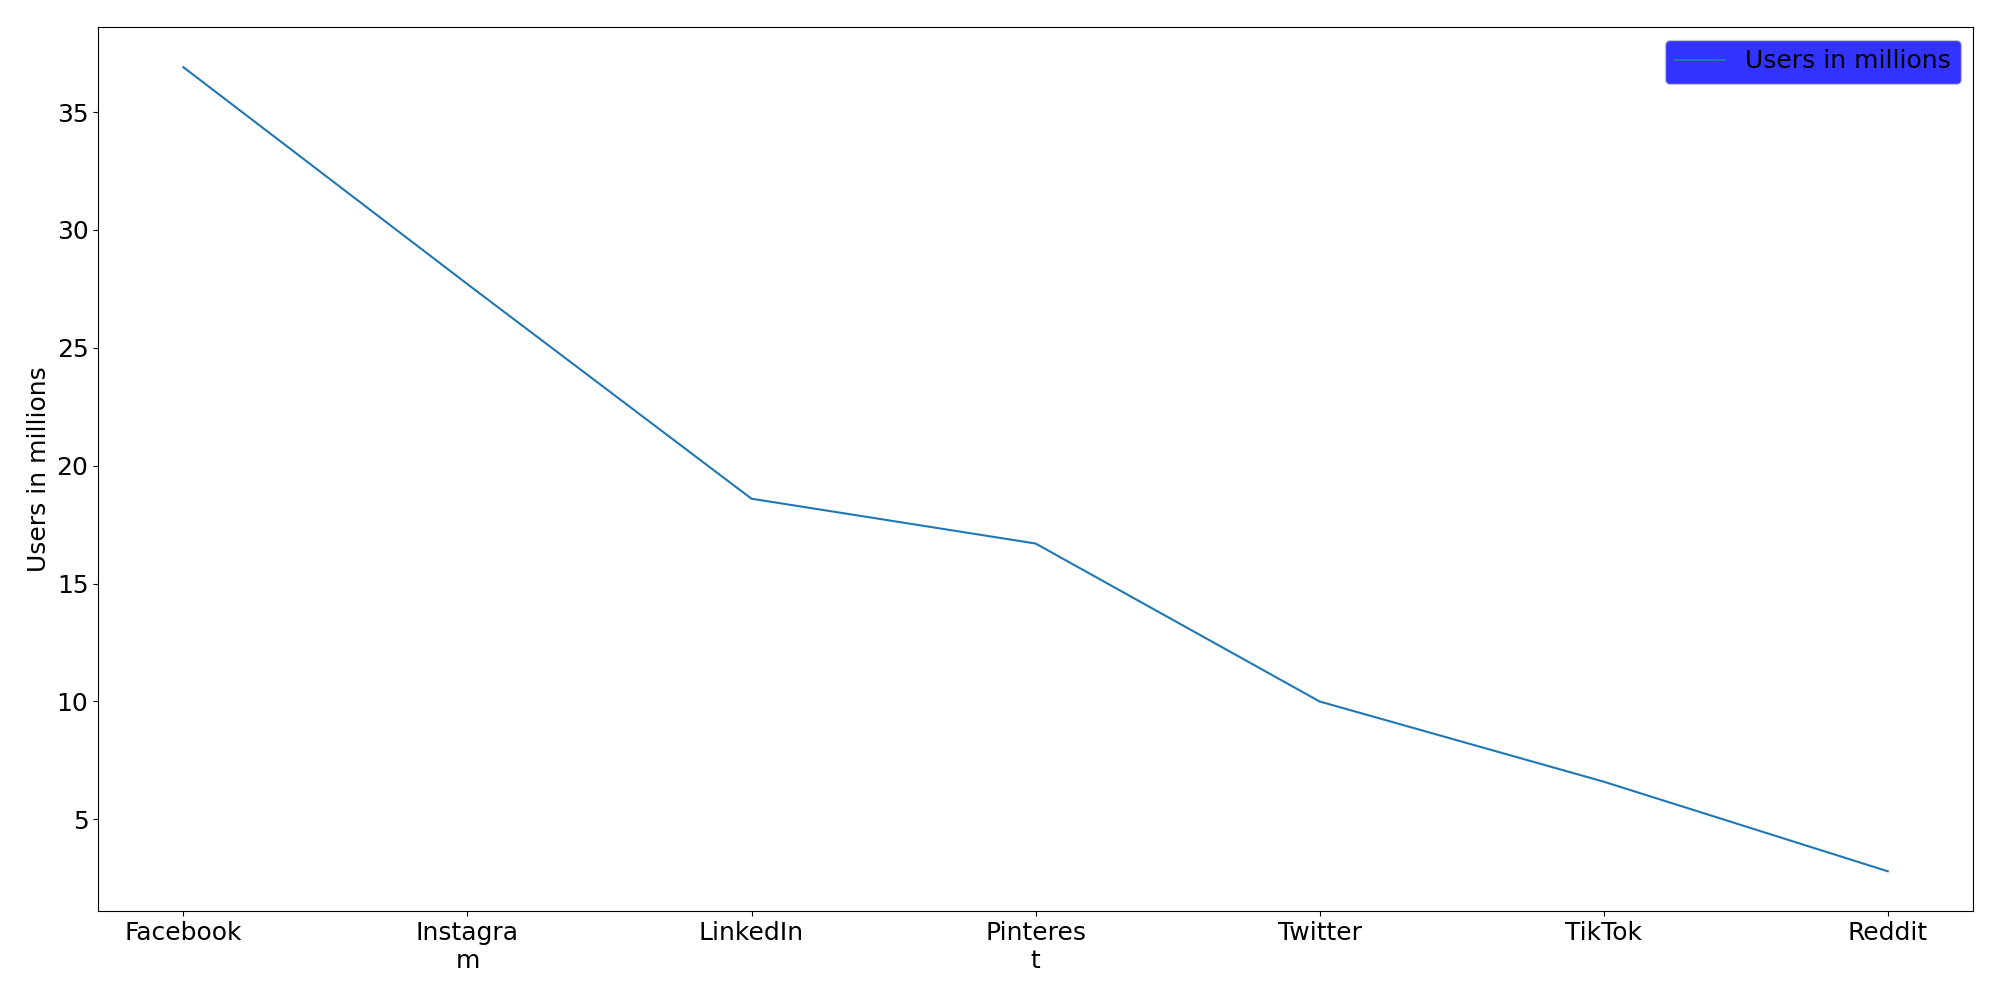 Users in millions
35
30
25
20
15
10
5
Users in millions
Facebook
Instagra
m
LinkedIn
Pinteres
t
Twitter
TikTok
Reddit